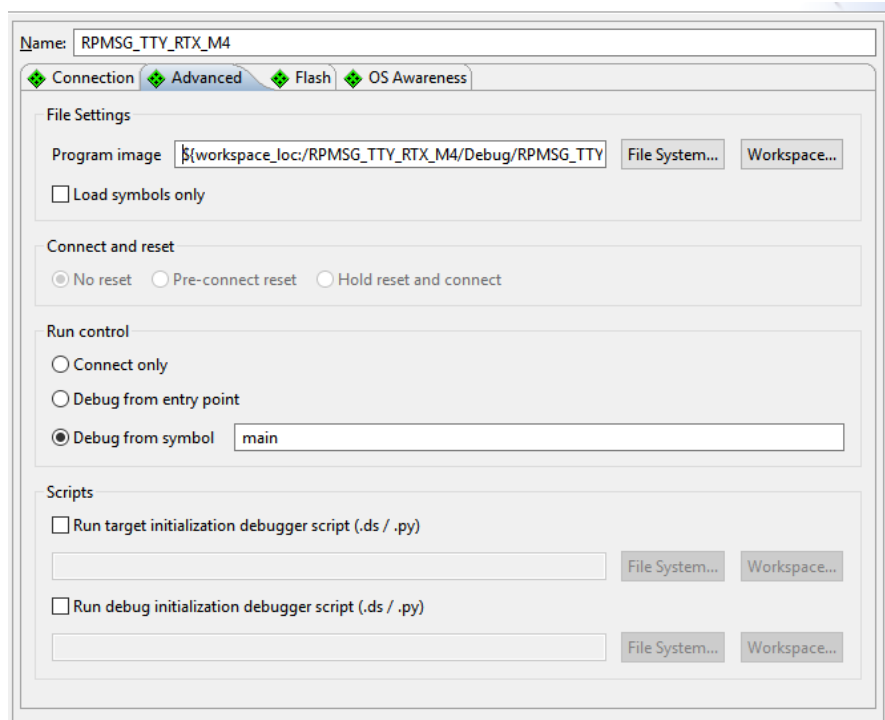 Name: RPMSG_TTY_RTX_M4
Connection Advanced Flash OS Awareness
File Settings
Program image ${workspace_loc:/RPMSG_TTY_RTX_M4/Debug/RPMSG_TTY File System... Workspace...
Load symbols only
Connect and reset
No reset Pre-connect reset Hold reset and connect
Run control
Connect only
Debug from entry point
Debug from symbol main
Scripts
Run target initialization debugger script (.ds / .py)
File System... Workspace...
Run debug initialization debugger script (.ds / .py)
File System... Workspace...